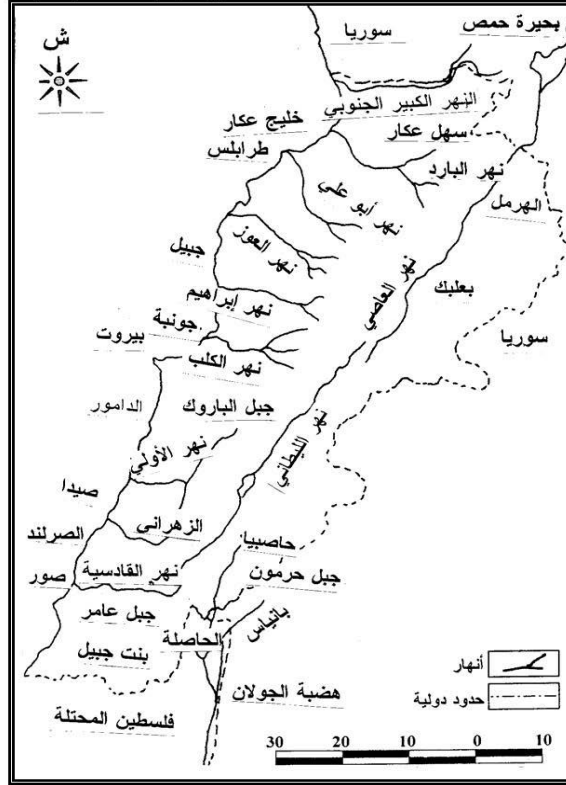 بحيرة حمص
سوريا
ش
النهر الكبير الجنوبي
خليج عكار
سهل عكار
طرابلس
نهر البارد
الهرمل
نهر أبو علي
نهر العوز
جبيل
نهر العاصي
بعلبك
نهر إبراهيم
سوريا
جونية
بيروت
نهر الكلب
جبل الباروك
الدامور
نهر الليطاني
نهر الأولي
صيدا
الزهراني
الصرلند
حاصبيا
نهر القادسية
جبل حرمون
صور
بانياس
جبل عامر
الحاصلة
بنت جبيل
أنهار
هضبة الجولان
حدود دولية
فلسطين المحتلة
30 20 10 0 10